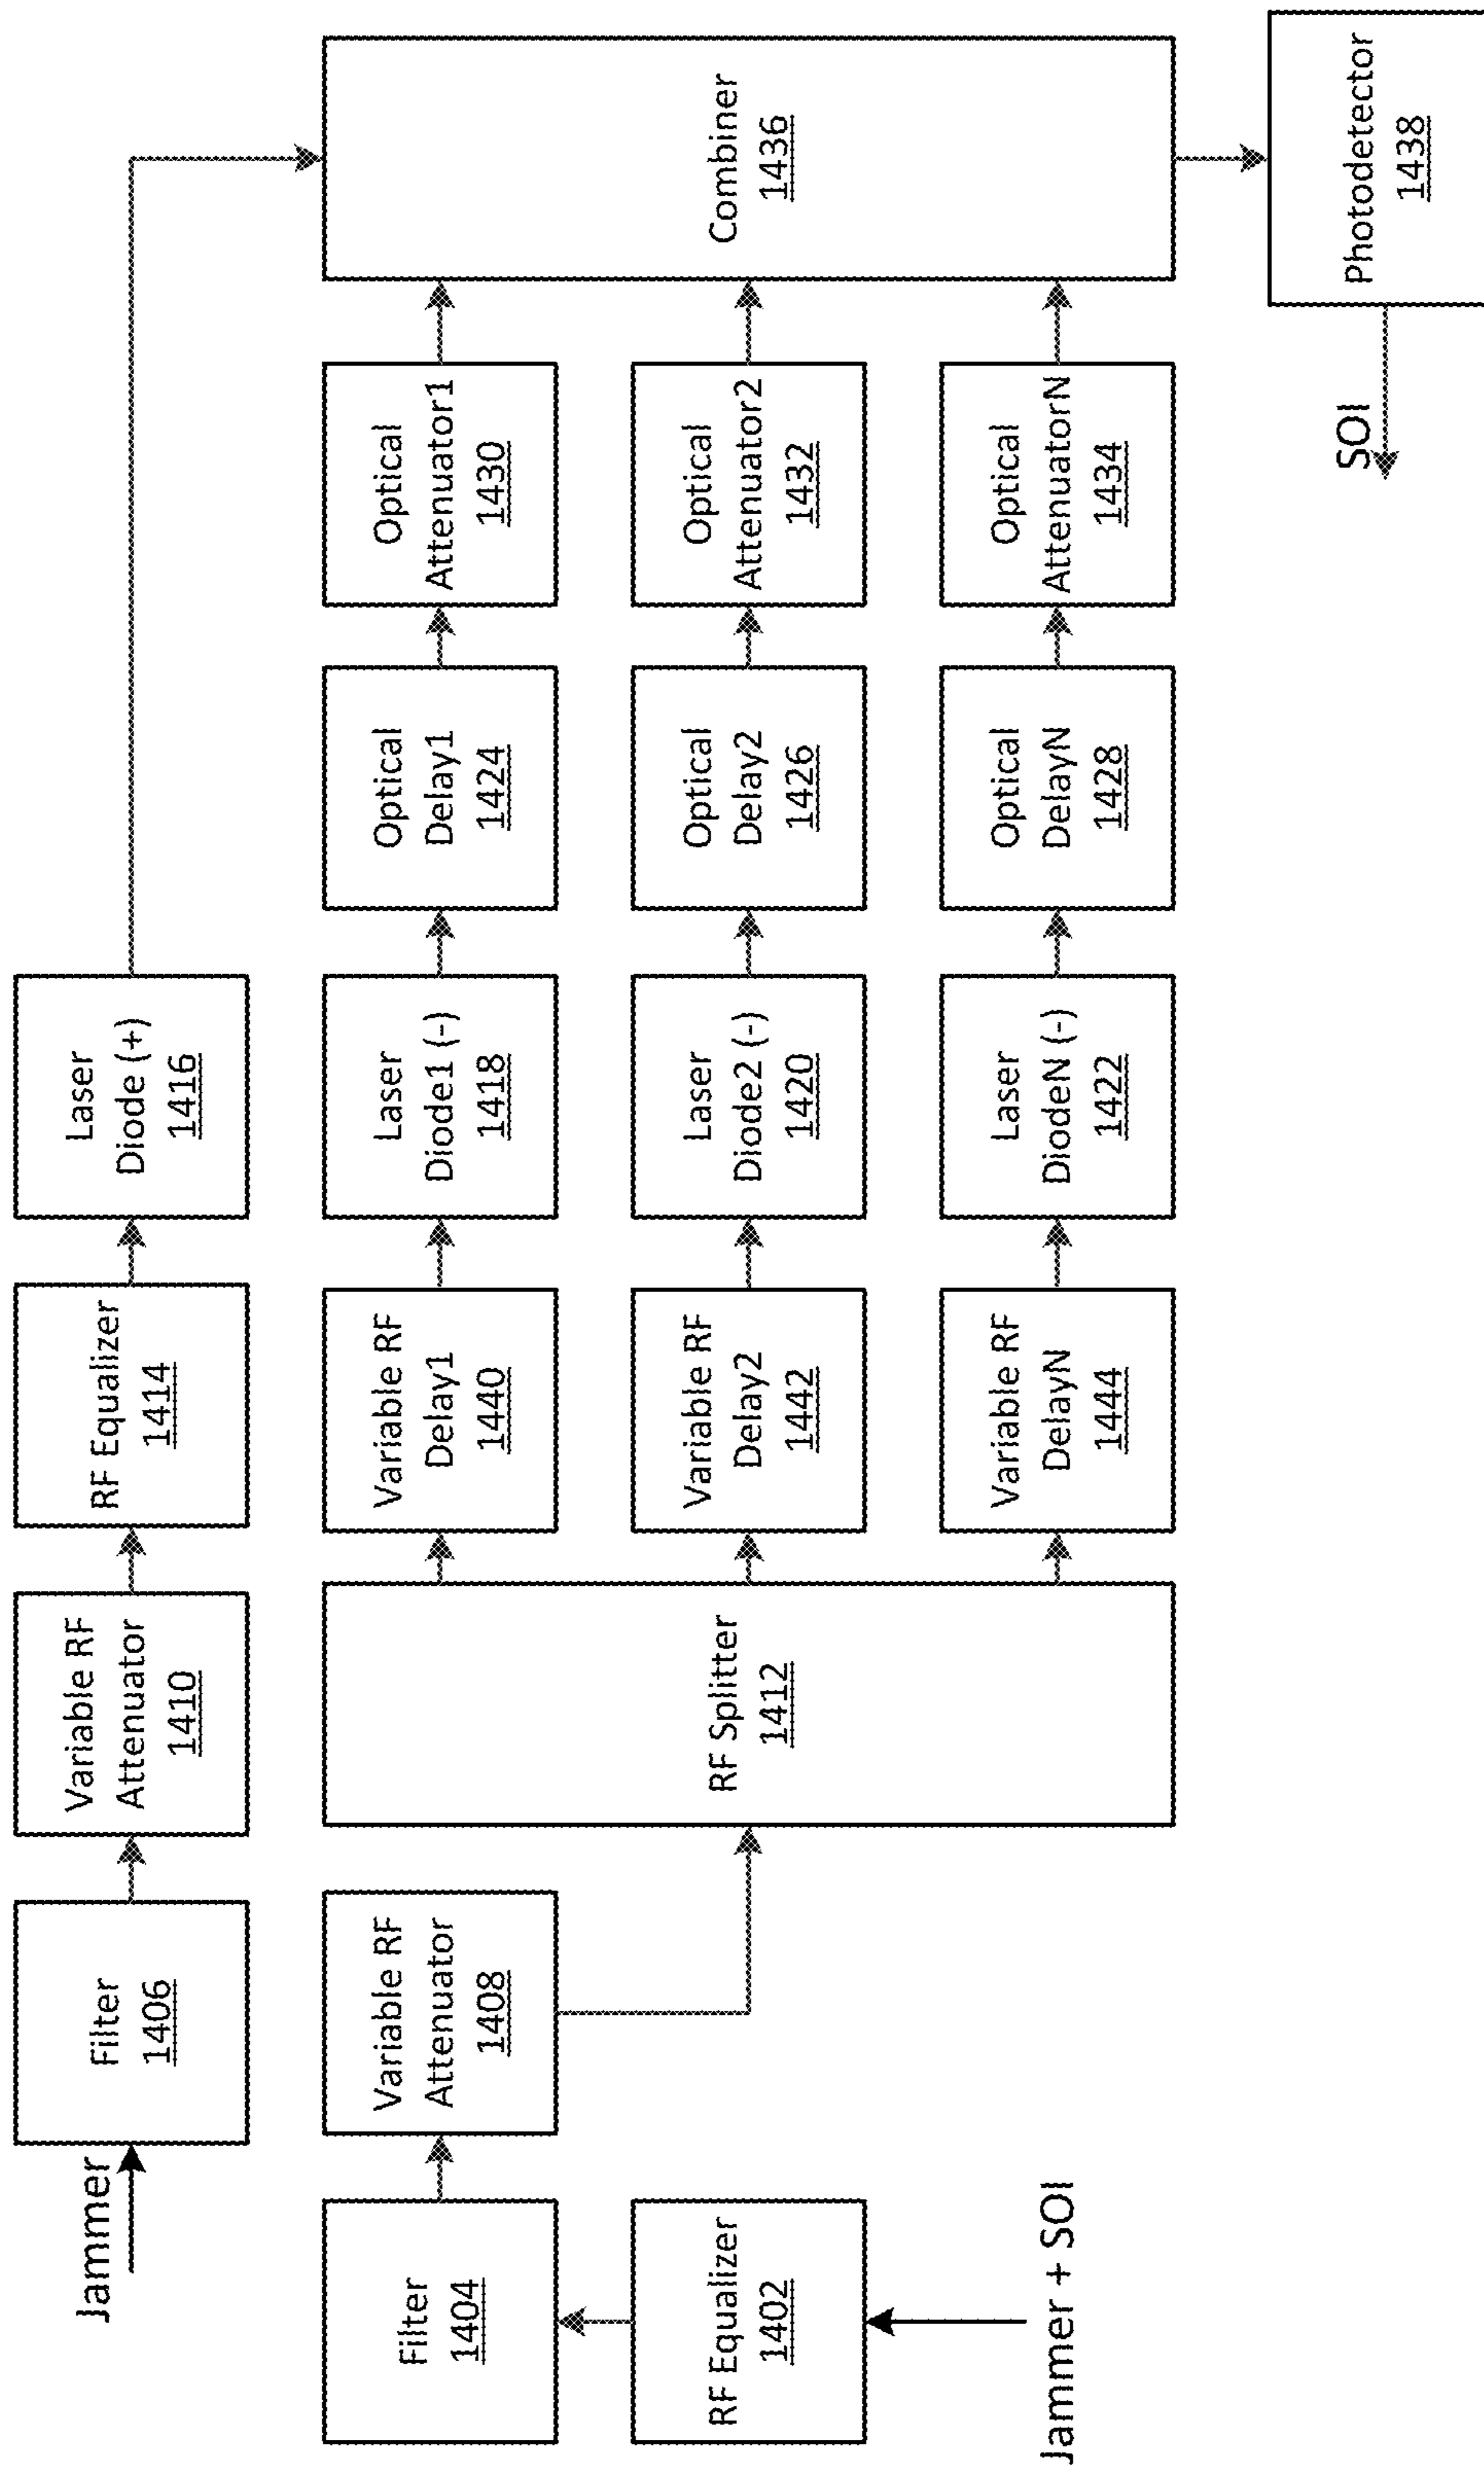 Jammer
Filter
1406
Variable RF
Attenuator
1410
RF Equalizer
1414
Laser
Diode (+)
1416
Filter
1404
Variable RF
Attenuator
1408
RF Equalizer
1402
Jammer + SOI
RF Splitter
1412
Variable RF
Delay1
1440
Laser
Diode1 (-)
1418
Optical
Delay1
1424
Optical
Attenuator1
1430
Variable RF
Delay2
1442
Laser
Diode2 (-)
1420
Optical
Delay2
1426
Optical
Attenuator2
1432
Variable RF
DelayN
1444
Laser
DiodeN (-)
1422
Optical
DelayN
1428
Optical
AttenuatorN
1434
Combiner
1436
SOI
Photodetector
1438